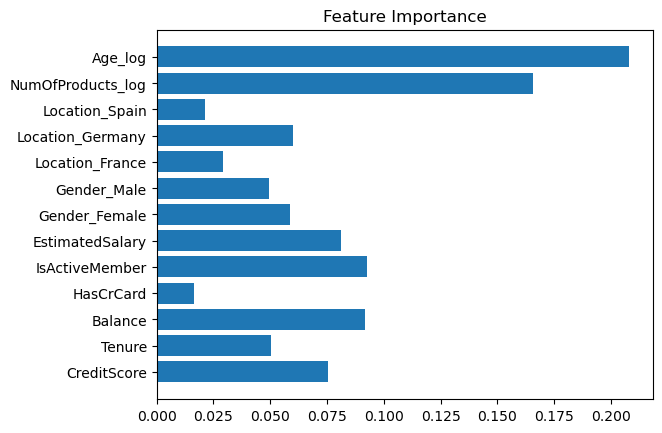 Feature Importance
Age_log
NumOfProducts_log
Location_Spain
Location_Germany
Location_France
Gender_Male
Gender_Female
EstimatedSalary
IsActiveMember
HasCrCard
Balance
Tenure
CreditScore
0.000 0.025 0.050 0.075 0.100 0.125 0.150 0.175 0.200